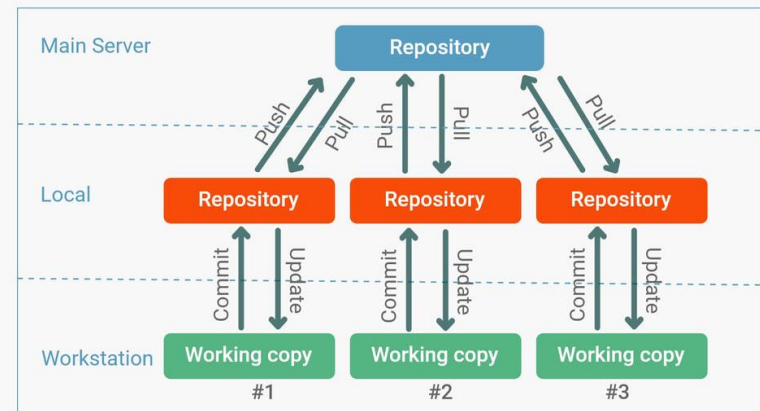 Main Server
Repository
Push
Pull
Push
Pull
Push
Pull
Local
Repository
Repository
Repository
Commit
Update
Commit
Update
Commit
Update
Workstation
Working copy
Working copy
Working copy
#1
#2
#3